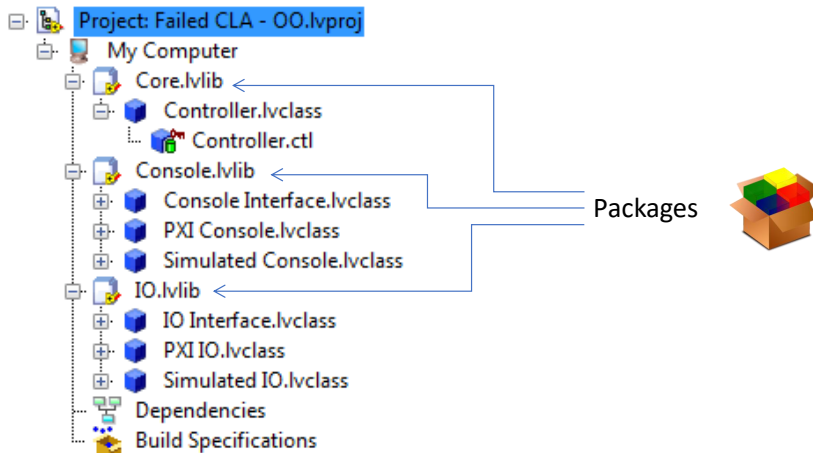 Project: Failed CLA - OO.lvproj
My Computer
Core.lvlib
Controller.lvclass
Controller.ctl
Console.lvlib
Console Interface.lvclass
PXI Console.lvclass
Simulated Console.lvclass
Packages
IO.lvlib
IO Interface.lvclass
PXI IO.lvclass
Simulated IO.lvclass
Dependencies
Build Specifications